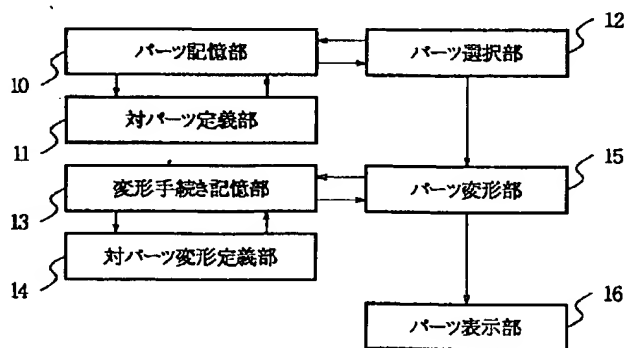 12
パーツ記憶部
パーツ選択部
10
対パーツ定義部
11
15
変形手続き記憶部
パーツ変形部
13
対パーツ変形定義部
14
16
パーツ表示部